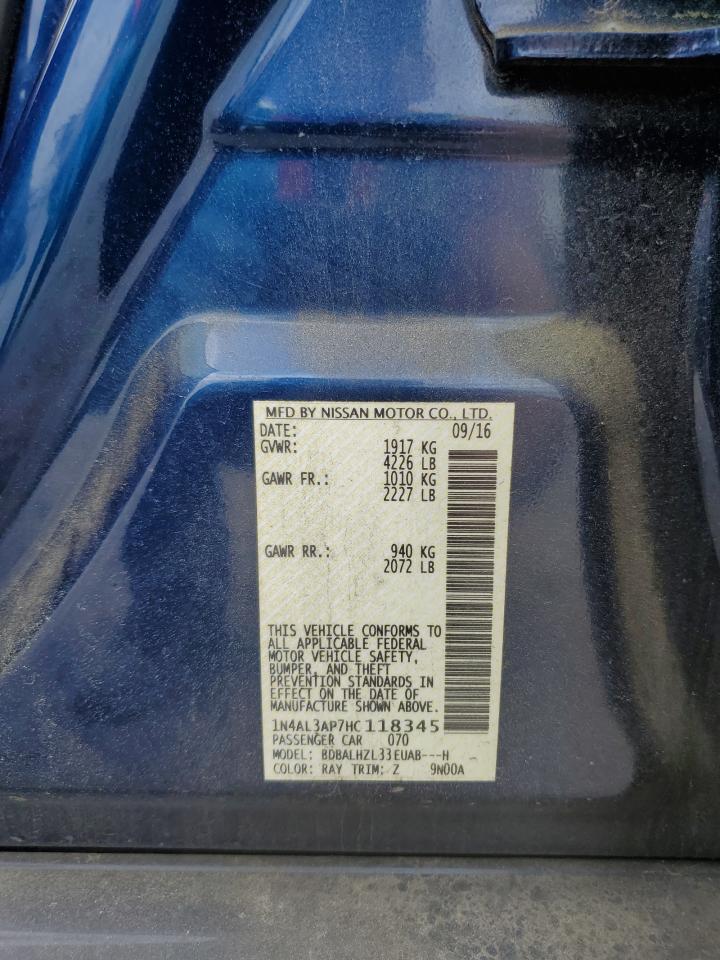 MFD BY NISSAN MOTOR CO., LTD.
DATE: 09/16
GVWR: 1917 KG
4226 LB
GAWR FR.: 1010 KG
2227 LB
GAWR RR.: 940 KG
2072 LB
THIS VEHICLE CONFORMS TO
ALL APPLICABLE FEDERAL
MOTOR VEHICLE SAFETY,
BUMPER, AND THEFT
PREVENTION STANDARDS IN
EFFECT ON THE DATE OF
MANUFACTURE SHOWN ABOVE.
1N4AL3AP7HC118345
PASSENGER CAR 070
MODEL: BDBALHZL33EUAB---H
COLOR: RAY TRIM: Z 9N00A